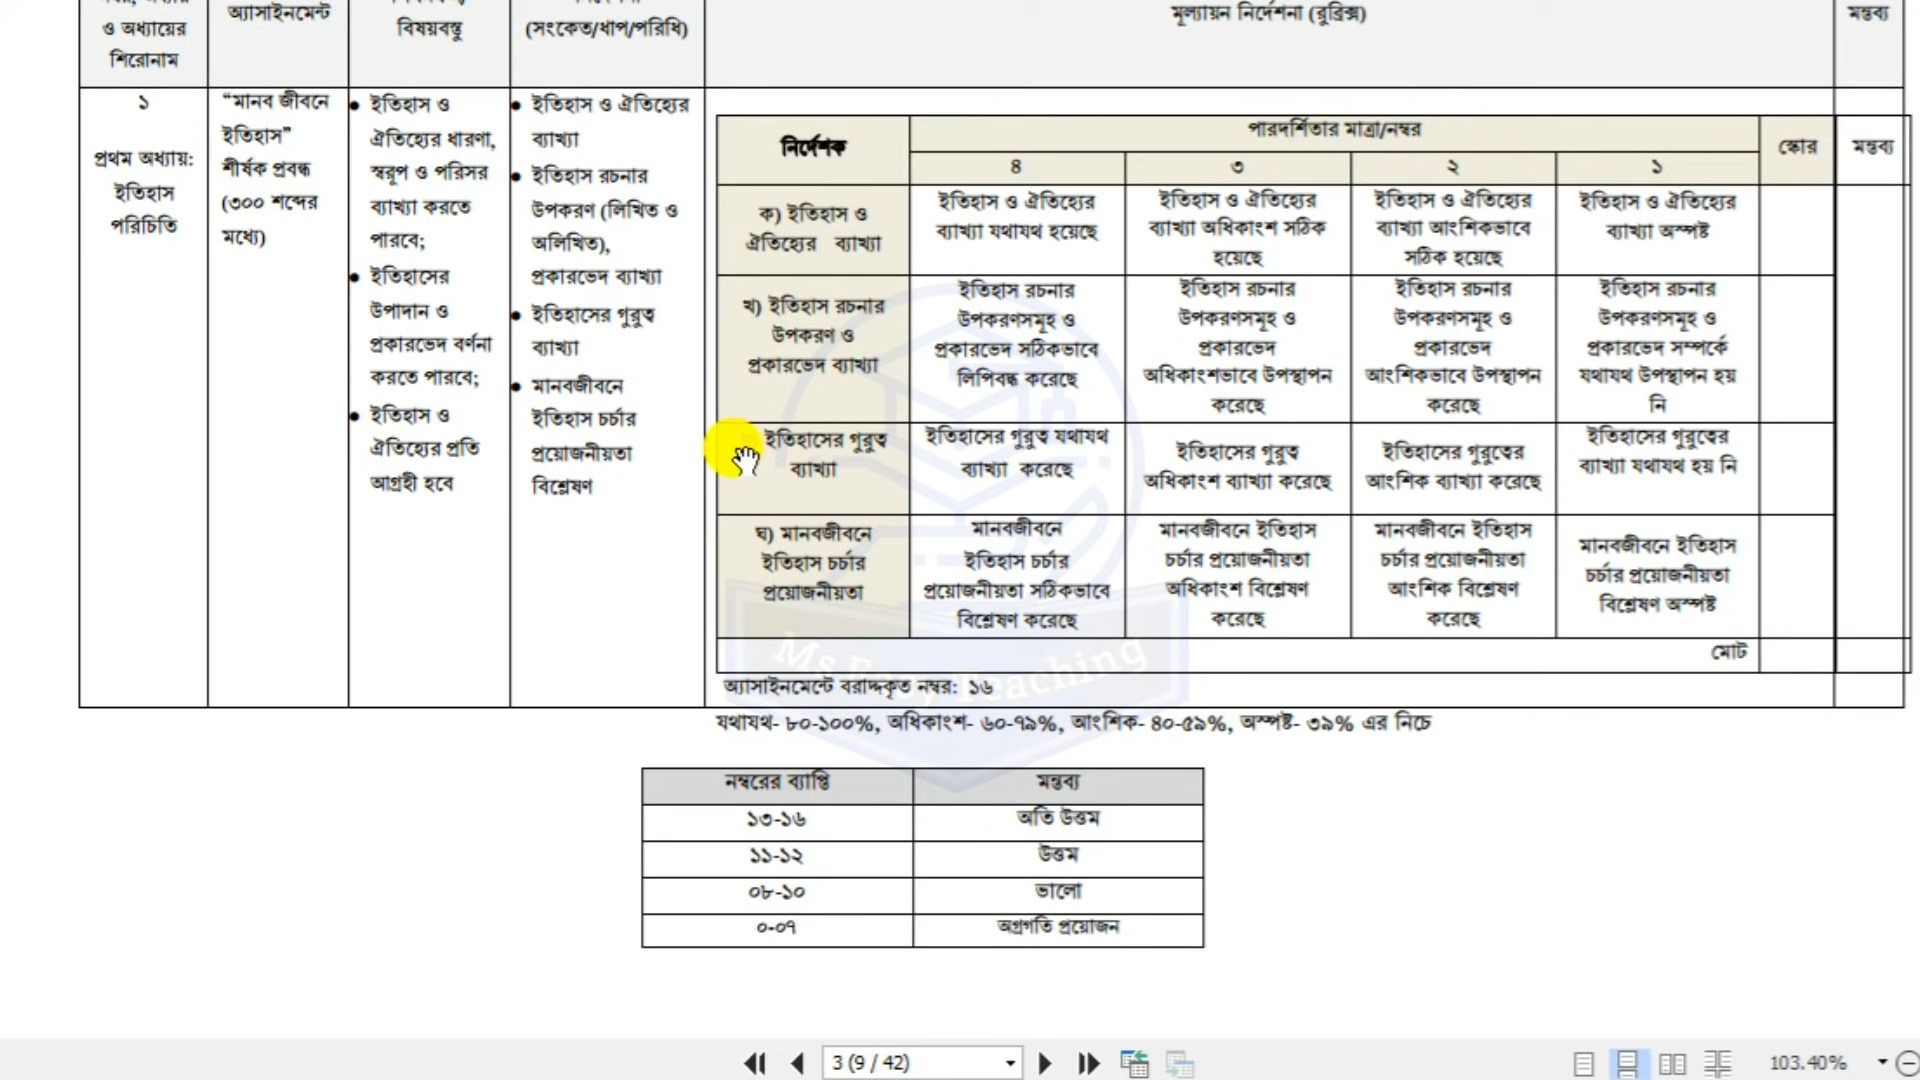 ও অধ্যায়ের
শিরোনাম
অ্যাসাইনমেন্ট
বিষয়বস্তু
(সংকেত/ধাপ/পরিধি)
মূল্যায়ন নির্দেশনা (রুব্রিক্স)
মন্তব্য
১
প্রথম অধ্যায়:
ইতিহাস
পরিচিতি
“মানব জীবনে
ইতিহাস”
শীর্ষক প্রবন্ধ
(৩০০ শব্দের
মধ্যে)
● ইতিহাস ও
ঐতিহ্যের ধারণা,
স্বরূপ ও পরিসর
ব্যাখ্যা করতে
পারবে;
● ইতিহাসের
উপাদান ও
প্রকারভেদ বর্ণনা
করতে পারবে;
● ইতিহাস ও
ঐতিহ্যের প্রতি
আগ্রহী হবে
● ইতিহাস ও ঐতিহ্যের
ব্যাখ্যা
● ইতিহাস রচনার
উপকরণ (লিখিত ও
অলিখিত),
প্রকারভেদ ব্যাখ্যা
● ইতিহাসের গুরুত্ব
ব্যাখ্যা
● মানবজীবনে
ইতিহাস চর্চার
প্রয়োজনীয়তা
বিশ্লেষণ
নির্দেশক
পারদর্শিতার মাত্রা/নম্বর
স্কোর
মন্তব্য
৪
৩
২
১
ক) ইতিহাস ও
ঐতিহ্যের ব্যাখ্যা
ইতিহাস ও ঐতিহ্যের
ব্যাখ্যা যথাযথ হয়েছে
ইতিহাস ও ঐতিহ্যের
ব্যাখ্যা অধিকাংশ সঠিক
হয়েছে
ইতিহাস ও ঐতিহ্যের
ব্যাখ্যা আংশিকভাবে
সঠিক হয়েছে
ইতিহাস ও ঐতিহ্যের
ব্যাখ্যা অস্পষ্ট
খ) ইতিহাস রচনার
উপকরণ ও
প্রকারভেদ ব্যাখ্যা
ইতিহাস রচনার
উপকরণসমূহ ও
প্রকারভেদ সঠিকভাবে
লিপিবদ্ধ করেছে
ইতিহাস রচনার
উপকরণসমূহ ও
প্রকারভেদ
অধিকাংশভাবে উপস্থাপন
করেছে
ইতিহাস রচনার
উপকরণসমূহ ও
প্রকারভেদ
আংশিকভাবে উপস্থাপন
করেছে
ইতিহাস রচনার
উপকরণসমূহ ও
প্রকারভেদ সম্পর্কে
যথাযথ উপস্থাপন হয়
নি
ইতিহাসের গুরুত্ব
ব্যাখ্যা
ইতিহাসের গুরুত্ব যথাযথ
ব্যাখ্যা করেছে
ইতিহাসের গুরুত্ব
অধিকাংশ ব্যাখ্যা করেছে
ইতিহাসের গুরুত্বের
আংশিক ব্যাখ্যা করেছে
ইতিহাসের গুরুত্বের
ব্যাখ্যা যথাযথ হয় নি
ঘ) মানবজীবনে
ইতিহাস চর্চার
প্রয়োজনীয়তা
মানবজীবনে
ইতিহাস চর্চার
প্রয়োজনীয়তা সঠিকভাবে
বিশ্লেষণ করেছে
মানবজীবনে ইতিহাস
চর্চার প্রয়োজনীয়তা
অধিকাংশ বিশ্লেষণ
করেছে
মানবজীবনে ইতিহাস
চর্চার প্রয়োজনীয়তা
আংশিক বিশ্লেষণ
করেছে
মানবজীবনে ইতিহাস
চর্চার প্রয়োজনীয়তা
বিশ্লেষণ অস্পষ্ট
মোট
অ্যাসাইনমেন্টে বরাদ্দকৃত নম্বর: ১৬
যথাযথ- ৮০-১০০%, অধিকাংশ- ৬০-৭৯%, আংশিক- ৪০-৫৯%, অস্পষ্ট- ৩৯% এর নিচে
নম্বরের ব্যাপ্তি
মন্তব্য
১৩-১৬
অতি উত্তম
১১-১২
উত্তম
০৮-১০
ভালো
০-০৭
অগ্রগতি প্রয়োজন
3 (9 / 42)
103.40%